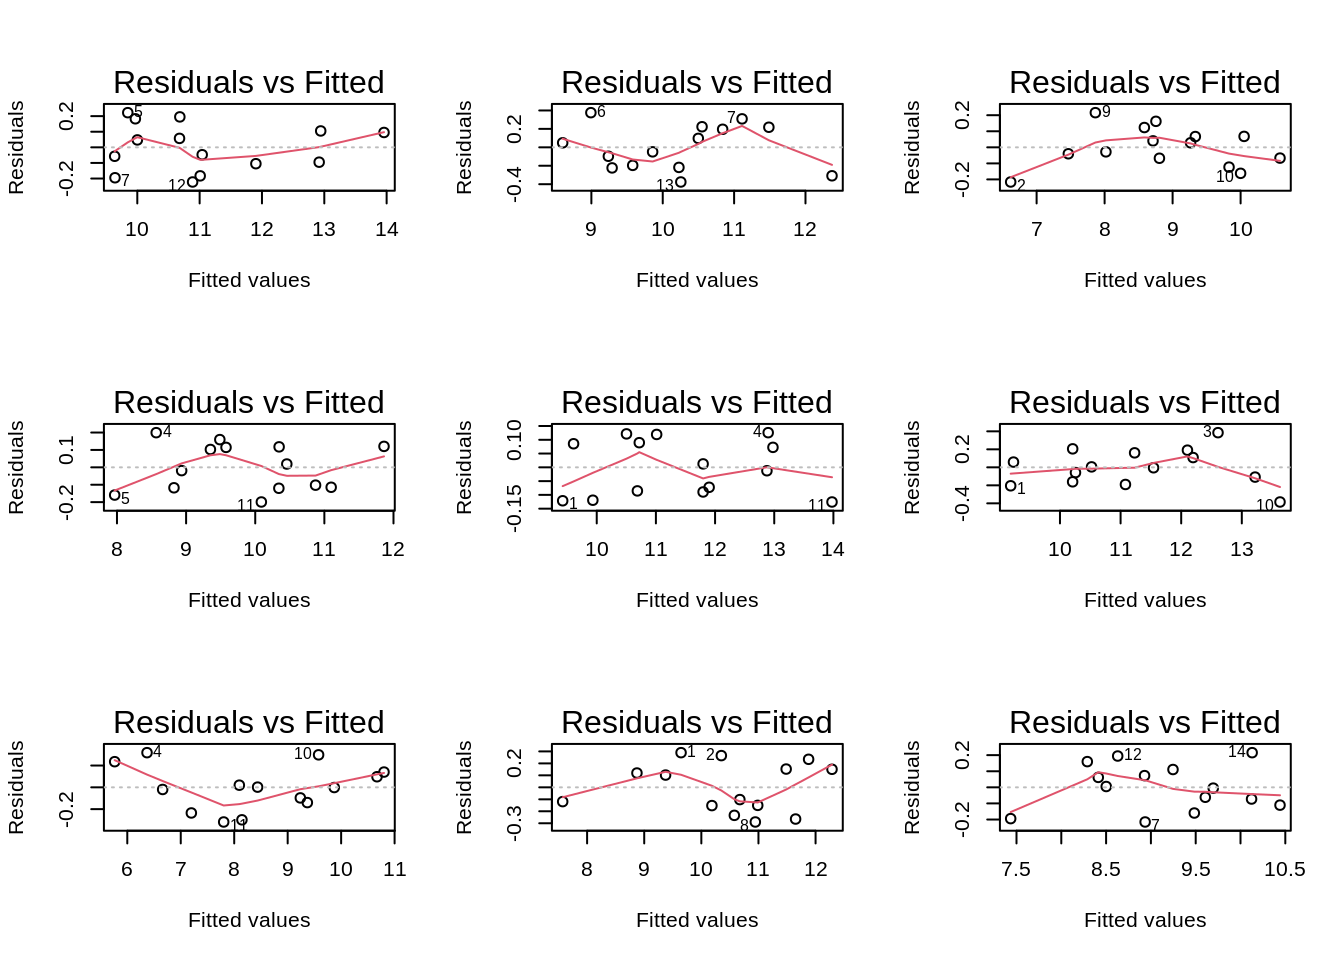 Residuals vs Fitted Residuals vs Fitted Residuals vs Fitted
Residuals Residuals Residuals
0.2 -0.2 5 7 12
0.2 -0.4 6 7 13
0.2 -0.2 9 2 10
10 11 12 13 14 9 10 11 12 7 8 9 10
Fitted values Fitted values Fitted values
Residuals vs Fitted Residuals vs Fitted Residuals vs Fitted
Residuals Residuals Residuals
0.1 -0.2 4 5 11
0.10 -0.15 4 1 11
0.2 -0.4 3 1 10
8 9 10 11 12 10 11 12 13 14 10 11 12 13
Fitted values Fitted values Fitted values
Residuals vs Fitted Residuals vs Fitted Residuals vs Fitted
Residuals Residuals Residuals
-0.2 4 10 11
0.2 -0.3 1 2 8
0.2 -0.2 12 14 7
6 7 8 9 10 11 8 9 10 11 12 7.5 8.5 9.5 10.5
Fitted values Fitted values Fitted values